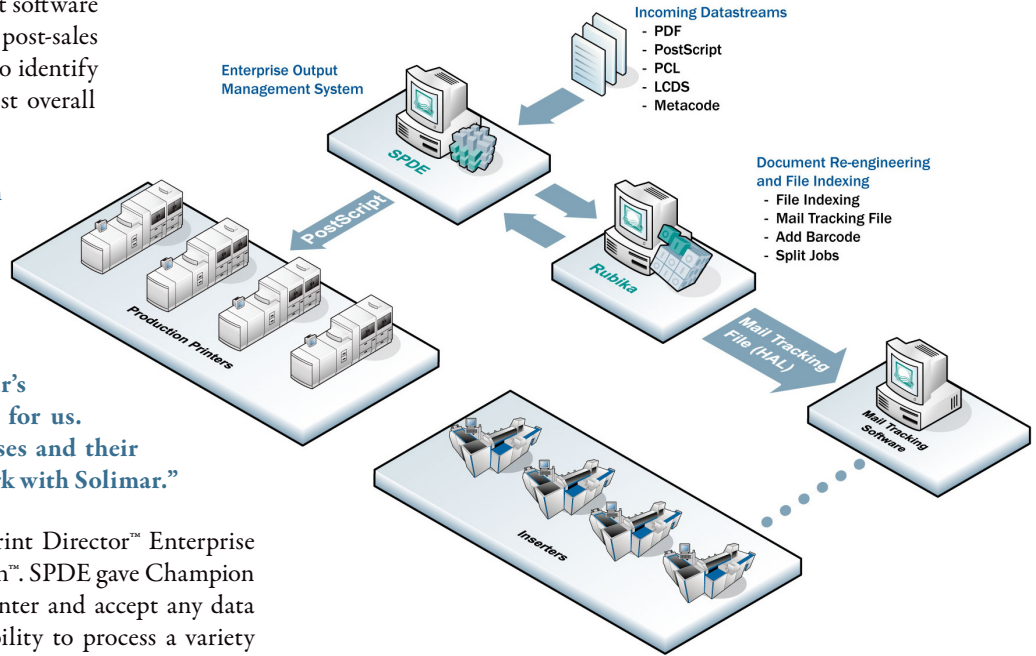 t software
post-sales
o identify
st overall
r's
for us.
ses and their
rk with Solimar.”
rint Director™ Enterprise
n™. SPDE gave Champion
nter and accept any data
bility to process a variety
Incoming Datastreams
- PDF
- PostScript
- PCL
- LCDS
- Metacode
Enterprise Output
Management System
SPDE
Document Re-engineering
and File Indexing
- File Indexing
- Mail Tracking File
- Add Barcode
- Split Jobs
PostScript
Rubika
Production Printers
Mail Tracking
File (HAL)
Mail Tracking
Software
Inserters